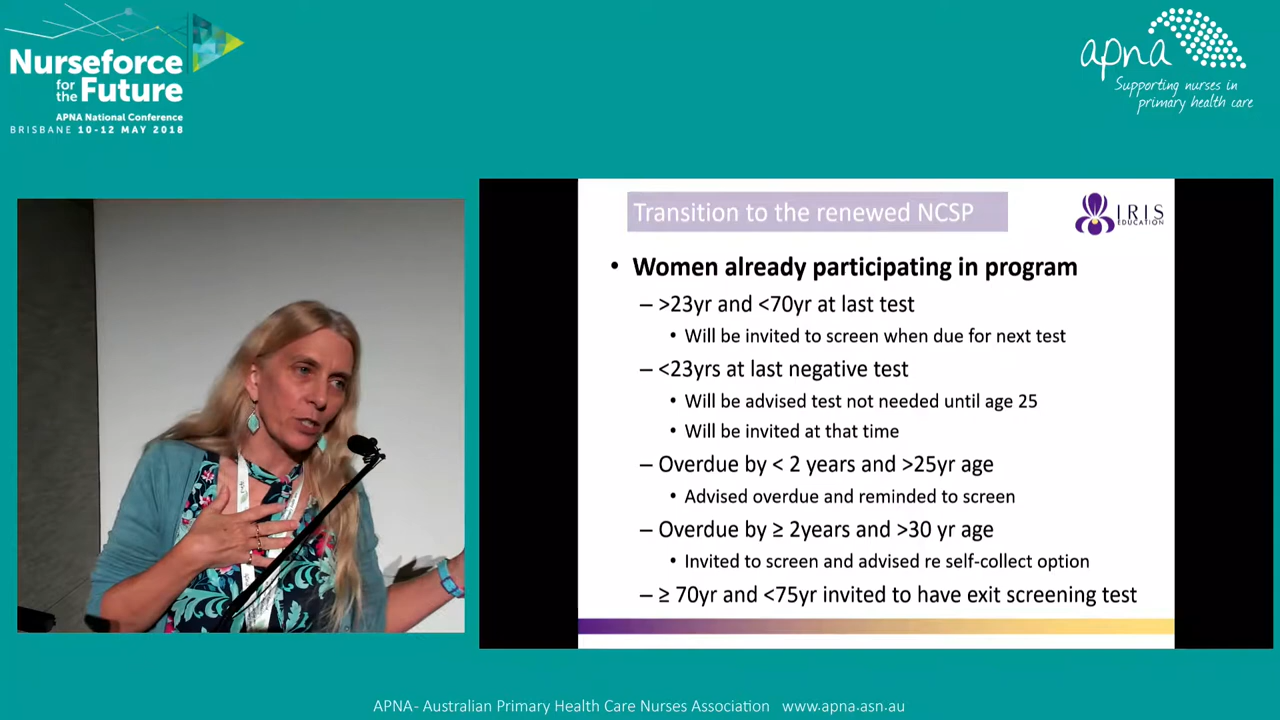 Nurseforce
for the Future
APNA National Conference
BRISBANE 10-12 MAY 2018
apna
Supporting nurses in
primary health care
Transition to the renewed NCSP
IRIS
EDUCATION
• Women already participating in program
– >23yr and <70yr at last test
• Will be invited to screen when due for next test
– <23yrs at last negative test
• Will be advised test not needed until age 25
• Will be invited at that time
– Overdue by < 2 years and >25yr age
• Advised overdue and reminded to screen
– Overdue by ≥ 2years and >30 yr age
• Invited to screen and advised re self-collect option
– ≥ 70yr and <75yr invited to have exit screening test
APNA- Australian Primary Health Care Nurses Association www.apna.asn.au